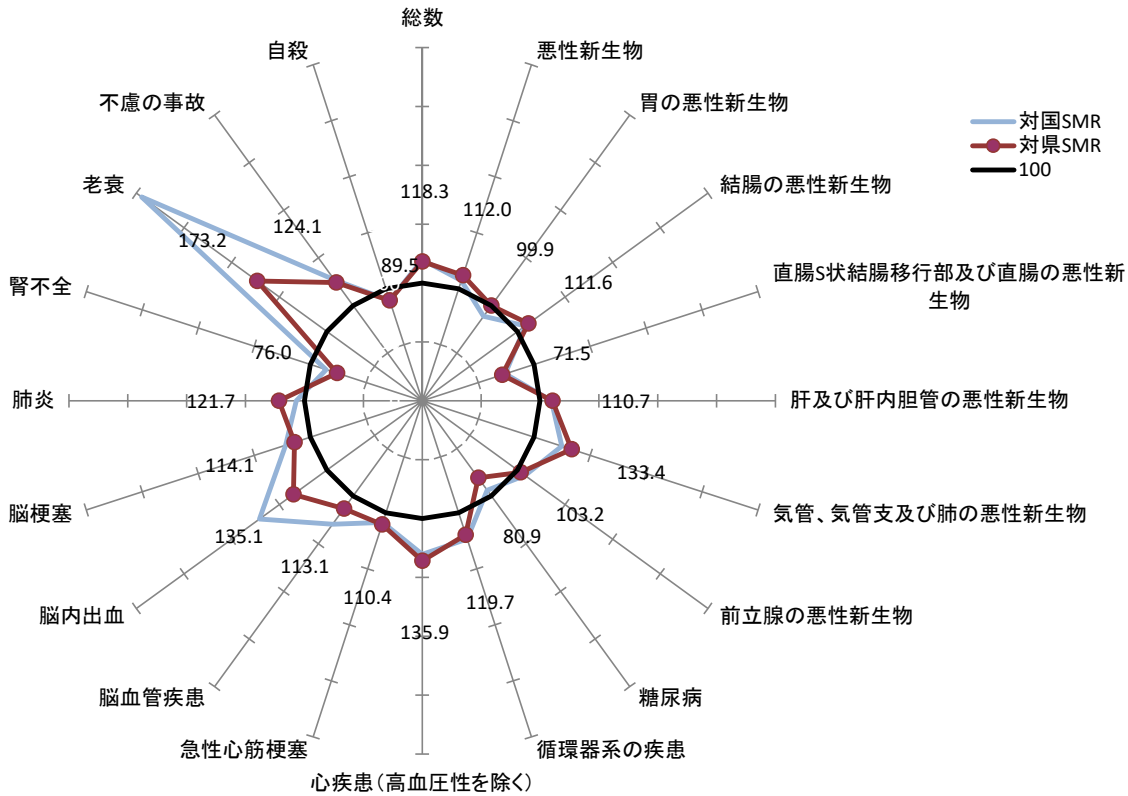 総数
悪性新生物
胃の悪性新生物
結腸の悪性新生物
直腸S状結腸移行部及び直腸の悪性新
生物
肝及び肝内胆管の悪性新生物
気管、気管支及び肺の悪性新生物
前立腺の悪性新生物
糖尿病
循環器系の疾患
心疾患（高血圧性を除く）
急性心筋梗塞
脳血管疾患
脳内出血
脳梗塞
肺炎
腎不全
老衰
不慮の事故
自殺
118.3
112.0
99.9
111.6
71.5
110.7
133.4
103.2
80.9
119.7
135.9
110.4
113.1
135.1
114.1
121.7
76.0
173.2
124.1
89.5
対国SMR
対県SMR
100